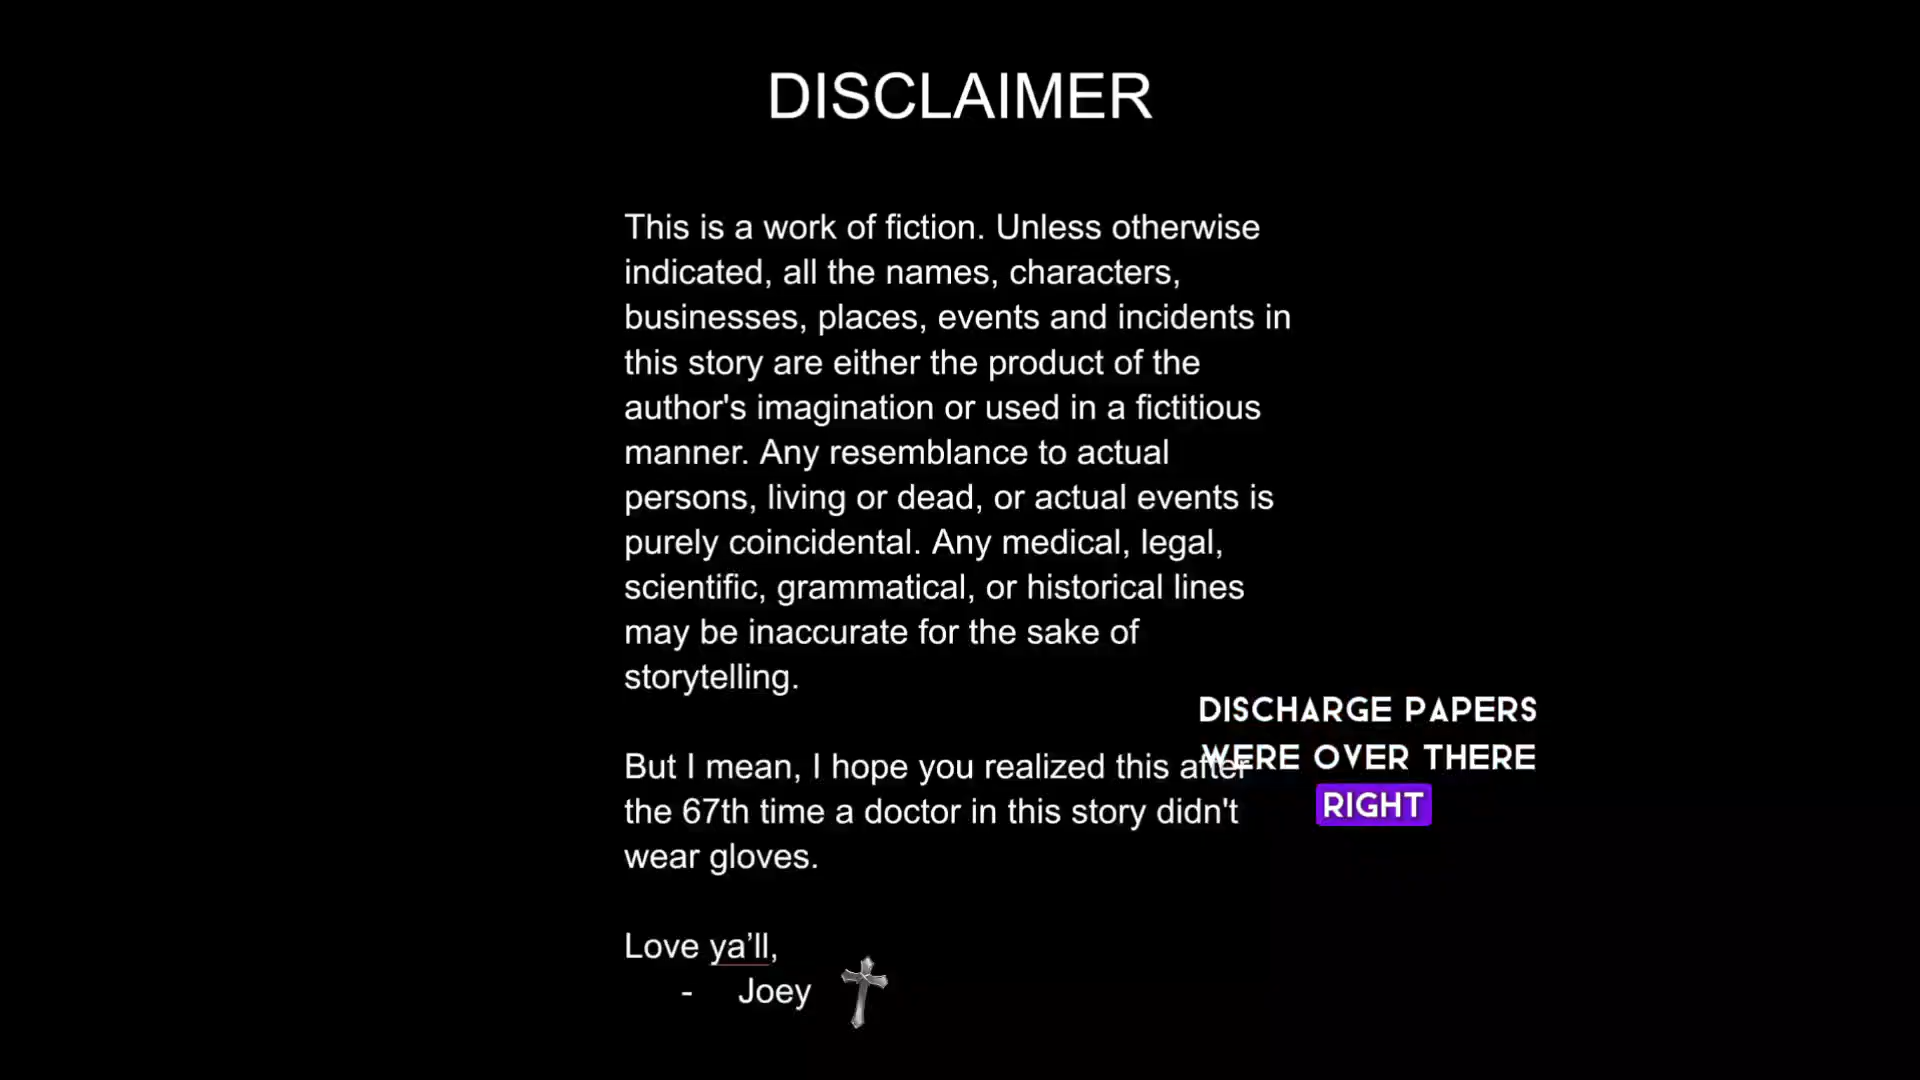 DISCLAIMER
This is a work of fiction. Unless otherwise
indicated, all the names, characters,
businesses, places, events and incidents in
this story are either the product of the
author's imagination or used in a fictitious
manner. Any resemblance to actual
persons, living or dead, or actual events is
purely coincidental. Any medical, legal,
scientific, grammatical, or historical lines
may be inaccurate for the sake of
storytelling.
But I mean, I hope you realized this after
the 67th time a doctor in this story didn't
wear gloves.
Love ya’ll,
- Joey
DISCHARGE PAPERS
WERE OVER THERE
RIGHT